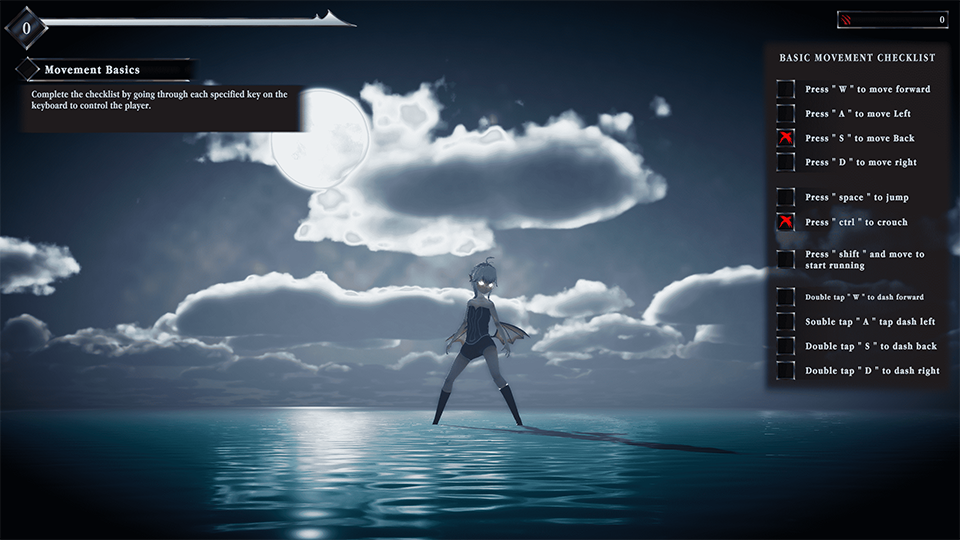 0
0
Movement Basics
Complete the checklist by going through each specified key on the
keyboard to control the player.
BASIC MOVEMENT CHECKLIST
Press " W " to move forward
Press " A " to move Left
Press " S " to move Back
Press " D " to move right
Press " space " to jump
Press " ctrl " to crouch
Press " shift " and move to
start running
Double tap " W " to dash forward
Souble tap " A " tap dash left
Double tap " S " to dash back
Double tap " D " to dash right